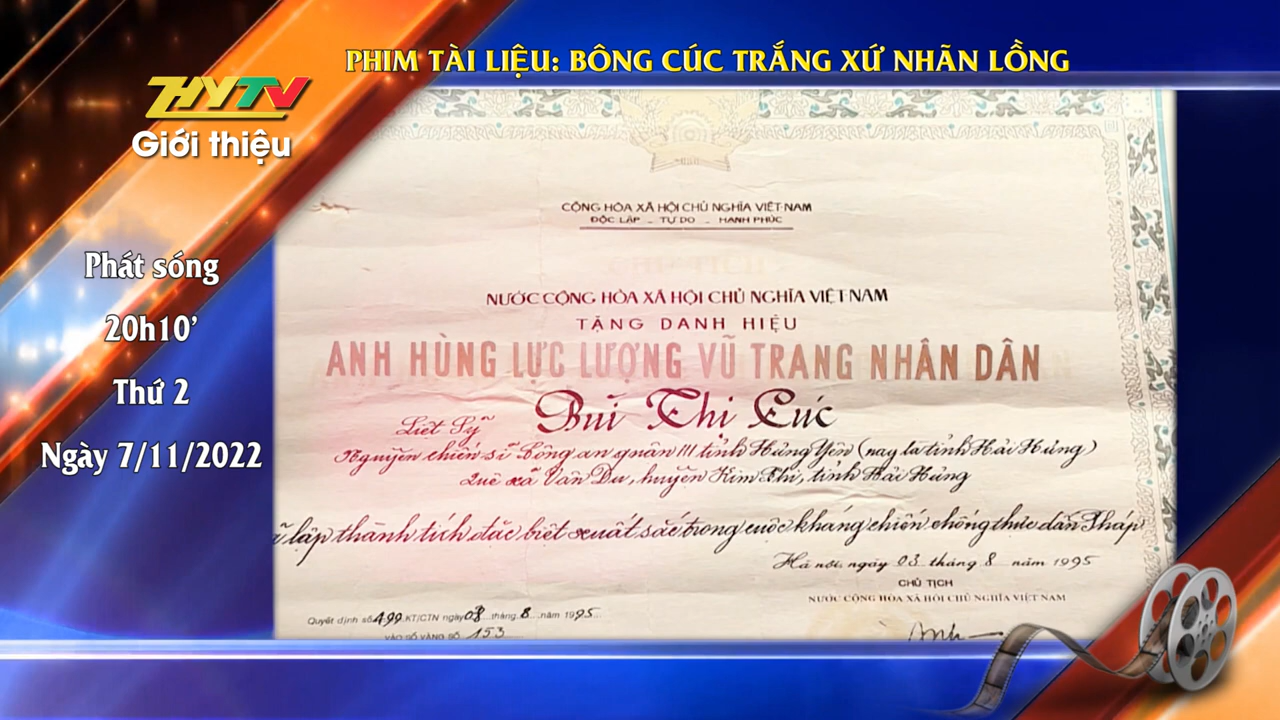 PHIM TÀI LIỆU: BÔNG CÚC TRẮNG XỨ NHÃN LỒNG
HYTV
Giới thiệu
Phát sóng
20h10’
Thứ 2
Ngày 7/11/2022
CỘNG HÒA XÃ HỘI CHỦ NGHĨA VIỆT NAM
ĐỘC LẬP - TỰ DO - HẠNH PHÚC
NƯỚC CỘNG HÒA XÃ HỘI CHỦ NGHĨA VIỆT NAM
TẶNG DANH HIỆU
ANH HÙNG LỰC LƯỢNG VŨ TRANG NHÂN DÂN
Liệt Sỹ Bùi Thị Cúc
Nguyên chiến sĩ Công an quận III tỉnh Hưng Yên (nay là tỉnh Hải Hưng)
Quê xã Vân Du, huyện Kim Thi, tỉnh Hải Hưng
lập thành tích đặc biệt xuất sắc trong cuộc kháng chiến chống thực dân Pháp
Hà nội, ngày 03 tháng 8 năm 1995
CHỦ TỊCH
NƯỚC CỘNG HÒA XÃ HỘI CHỦ NGHĨA VIỆT NAM
Quyết định số 499 KT/CTN ngày 03 tháng 8 năm 1995
VÀO SỔ VÀNG SỐ 153